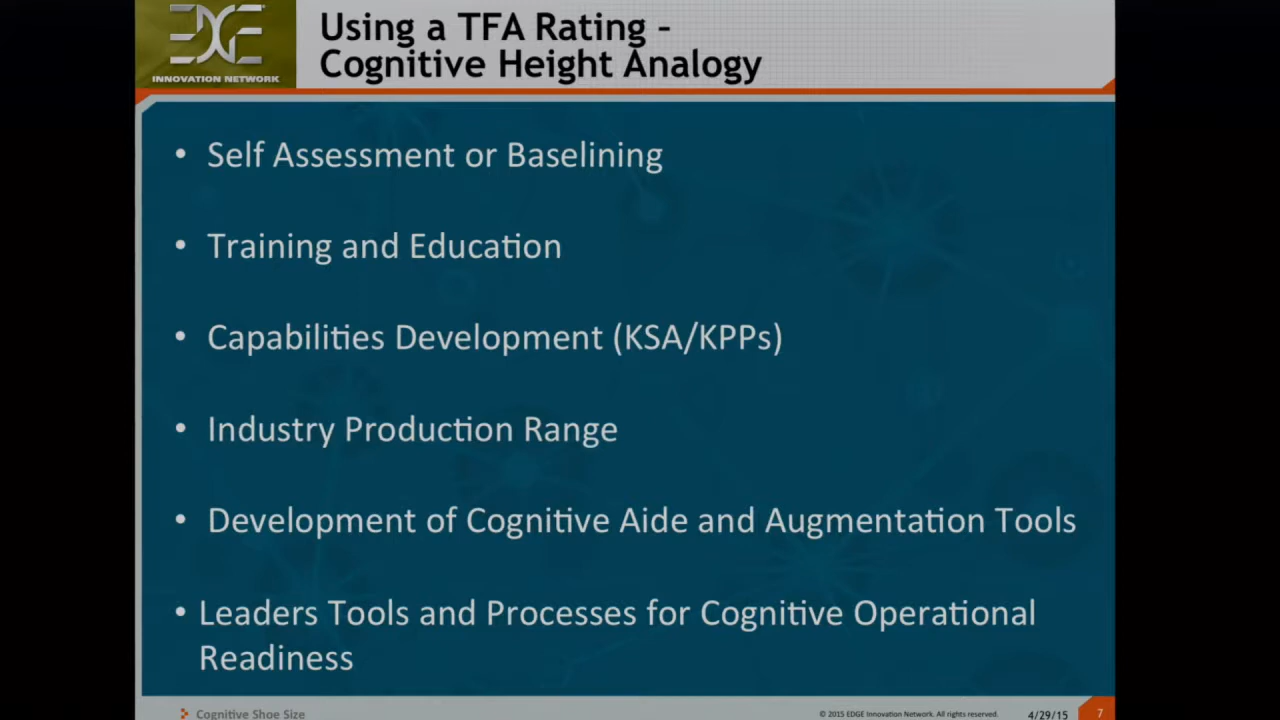 EDGE
INNOVATION NETWORK
Using a TFA Rating –
Cognitive Height Analogy
• Self Assessment or Baselining
• Training and Education
• Capabilities Development (KSA/KPPs)
• Industry Production Range
• Development of Cognitive Aide and Augmentation Tools
• Leaders Tools and Processes for Cognitive Operational
Readiness
Cognitive Shoe Size
© 2015 EDGE Innovation Network. All rights reserved.
4/29/15
7